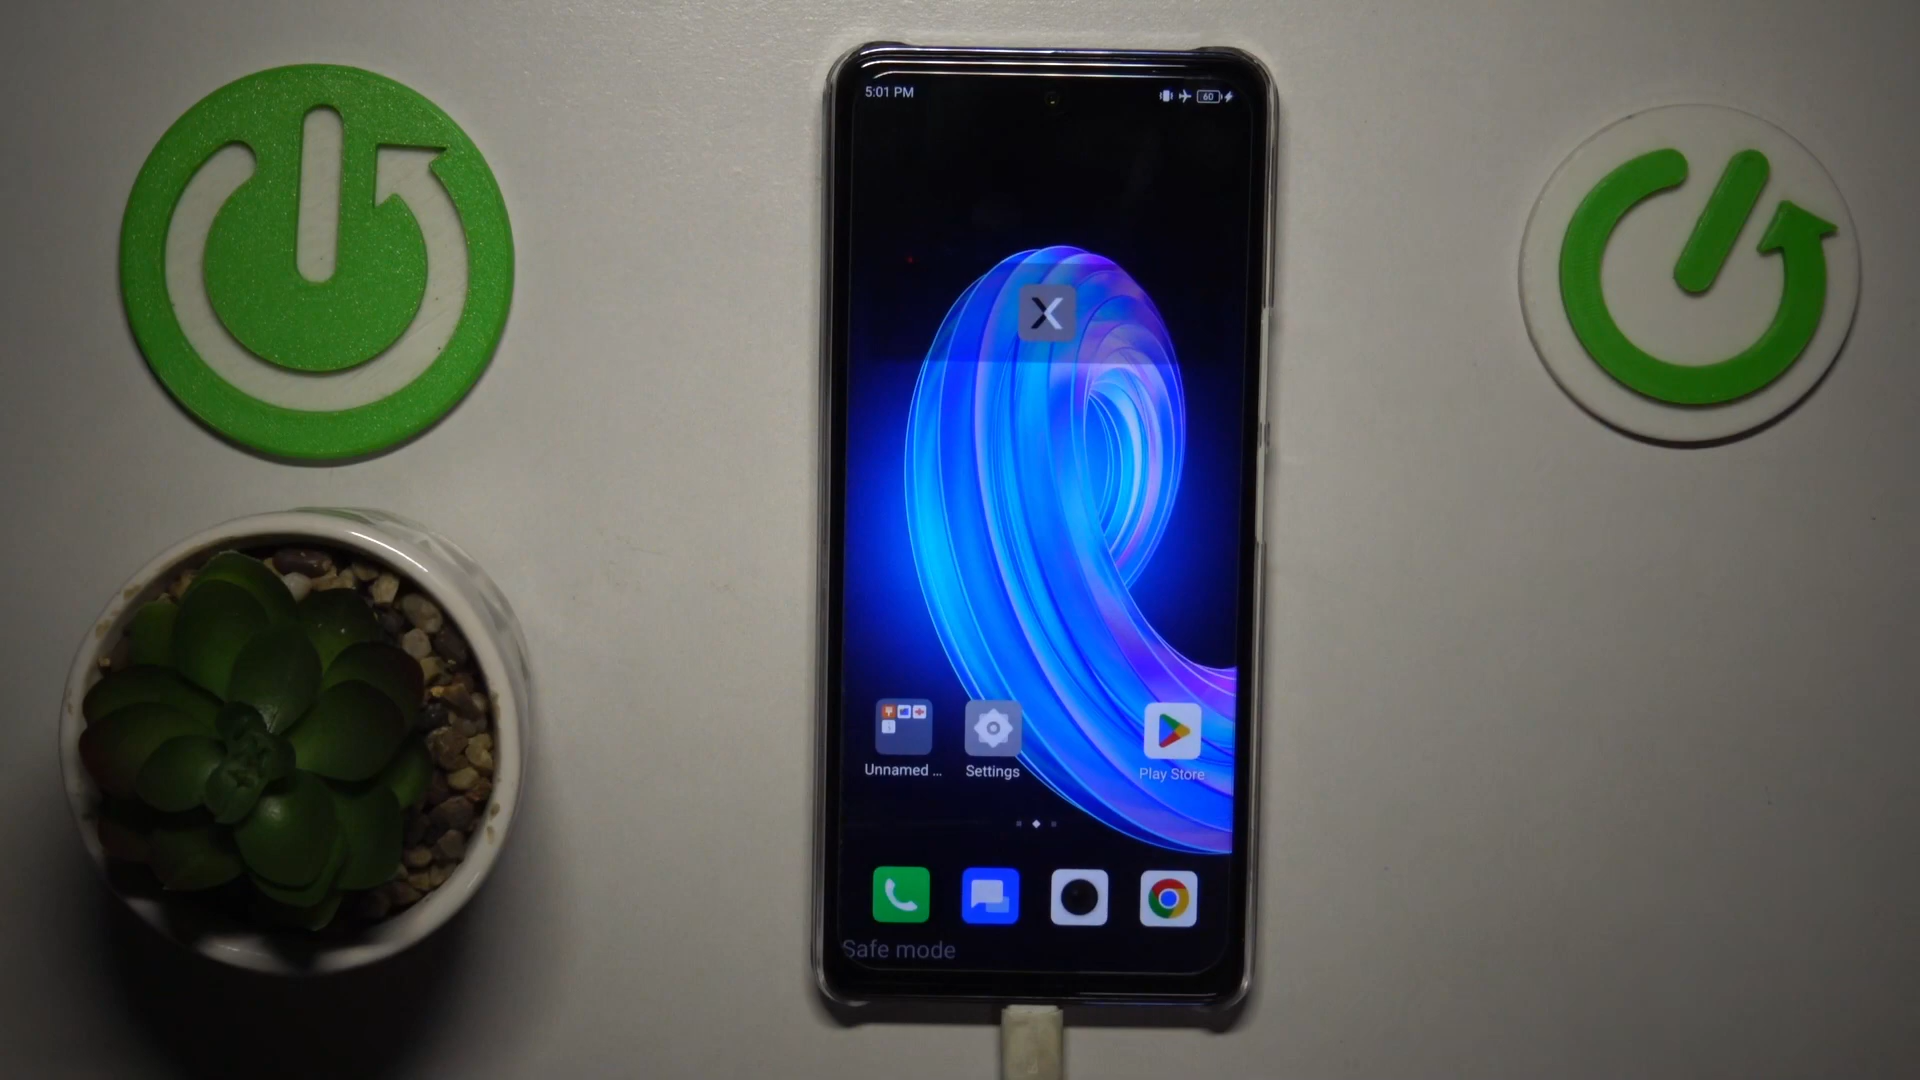 5:01 PM
60
X
Unnamed ...
Settings
Play Store
Safe mode